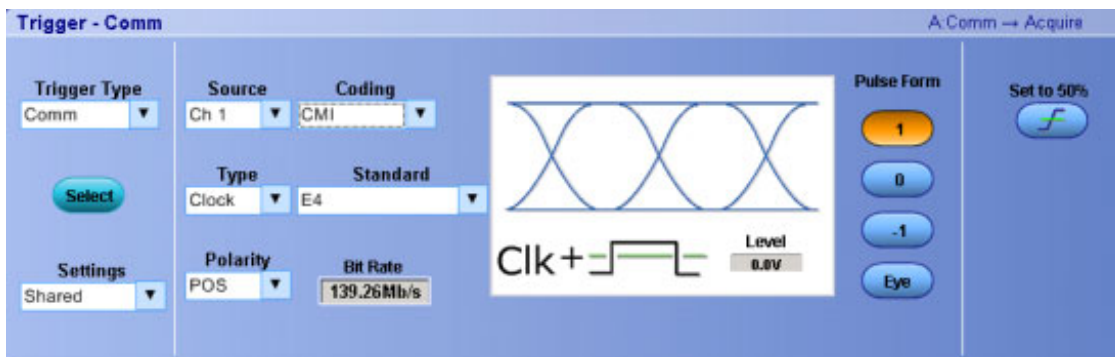 Trigger - Comm
A:Comm → Acquire
Trigger Type
Comm
Select
Settings
Shared
Source
Ch 1
Coding
CMI
Type
Clock
Standard
E4
Polarity
POS
Bit Rate
139.26Mb/s
Clk+
Level
0.0V
Pulse Form
1
0
-1
Eye
Set to 50%